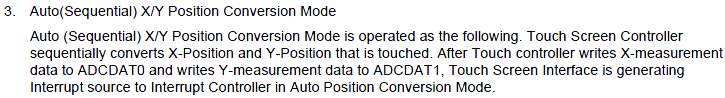 3. Auto(Sequential) X/Y Position Conversion Mode
Auto (Sequential) X/Y Position Conversion Mode is operated as the following. Touch Screen Controller
sequentially converts X-Position and Y-Position that is touched. After Touch controller writes X-measurement
data to ADCDAT0 and writes Y-measurement data to ADCDAT1, Touch Screen Interface is generating
Interrupt source to Interrupt Controller in Auto Position Conversion Mode.